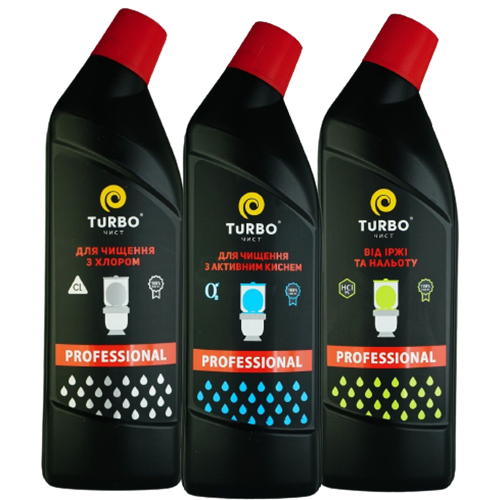 TURBO®
ЧИСТ
ДЛЯ ЧИЩЕННЯ
З ХЛОРОМ
CL
PROFESSIONAL
TURBO®
ЧИСТ
ДЛЯ ЧИЩЕННЯ
З АКТИВНИМ КИСНЕМ
PROFESSIONAL
TURBO®
ЧИСТ
ВІД ІРЖІ
ТА НАЛЬОТУ
HCl
PROFESSIONAL